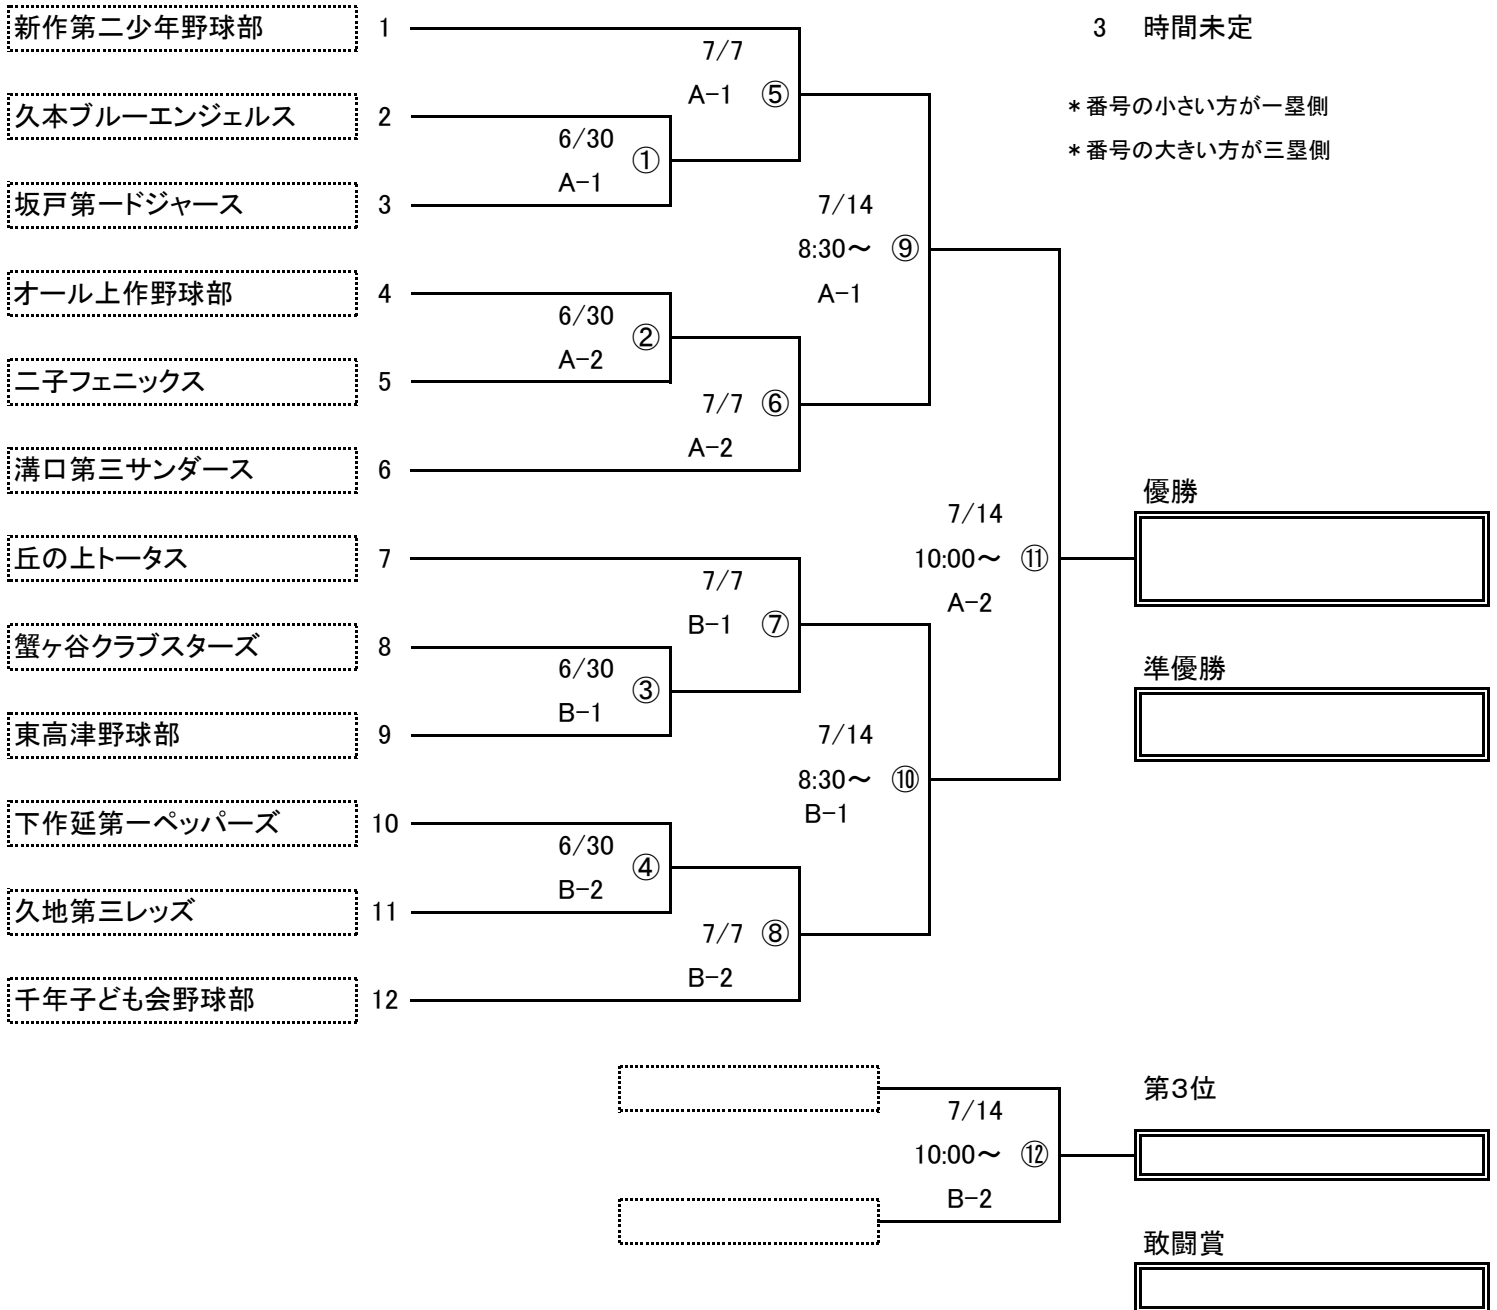 新作第二少年野球部 1
3 時間未定
7/7
A-1 ⑤
*番号の小さい方が一塁側
久本ブルーエンジェルス 2
6/30
①
*番号の大きい方が三塁側
A-1
坂戸第一ドジャース 3
7/14
8:30～ ⑨
A-1
オール上作野球部 4
6/30
②
A-2
二子フェニックス 5
7/7 ⑥
A-2
溝口第三サンダース 6
優勝
7/14
10:00～ ⑪
A-2
丘の上トータス 7
7/7
B-1 ⑦
蟹ヶ谷クラブスターズ 8
6/30
③
B-1
準優勝
東高津野球部 9
7/14
8:30～ ⑩
B-1
下作延第一ペッパーズ 10
6/30
④
B-2
久地第三レッズ 11
7/7 ⑧
B-2
千年子ども会野球部 12
第3位
7/14
10:00～ ⑫
B-2
敢闘賞